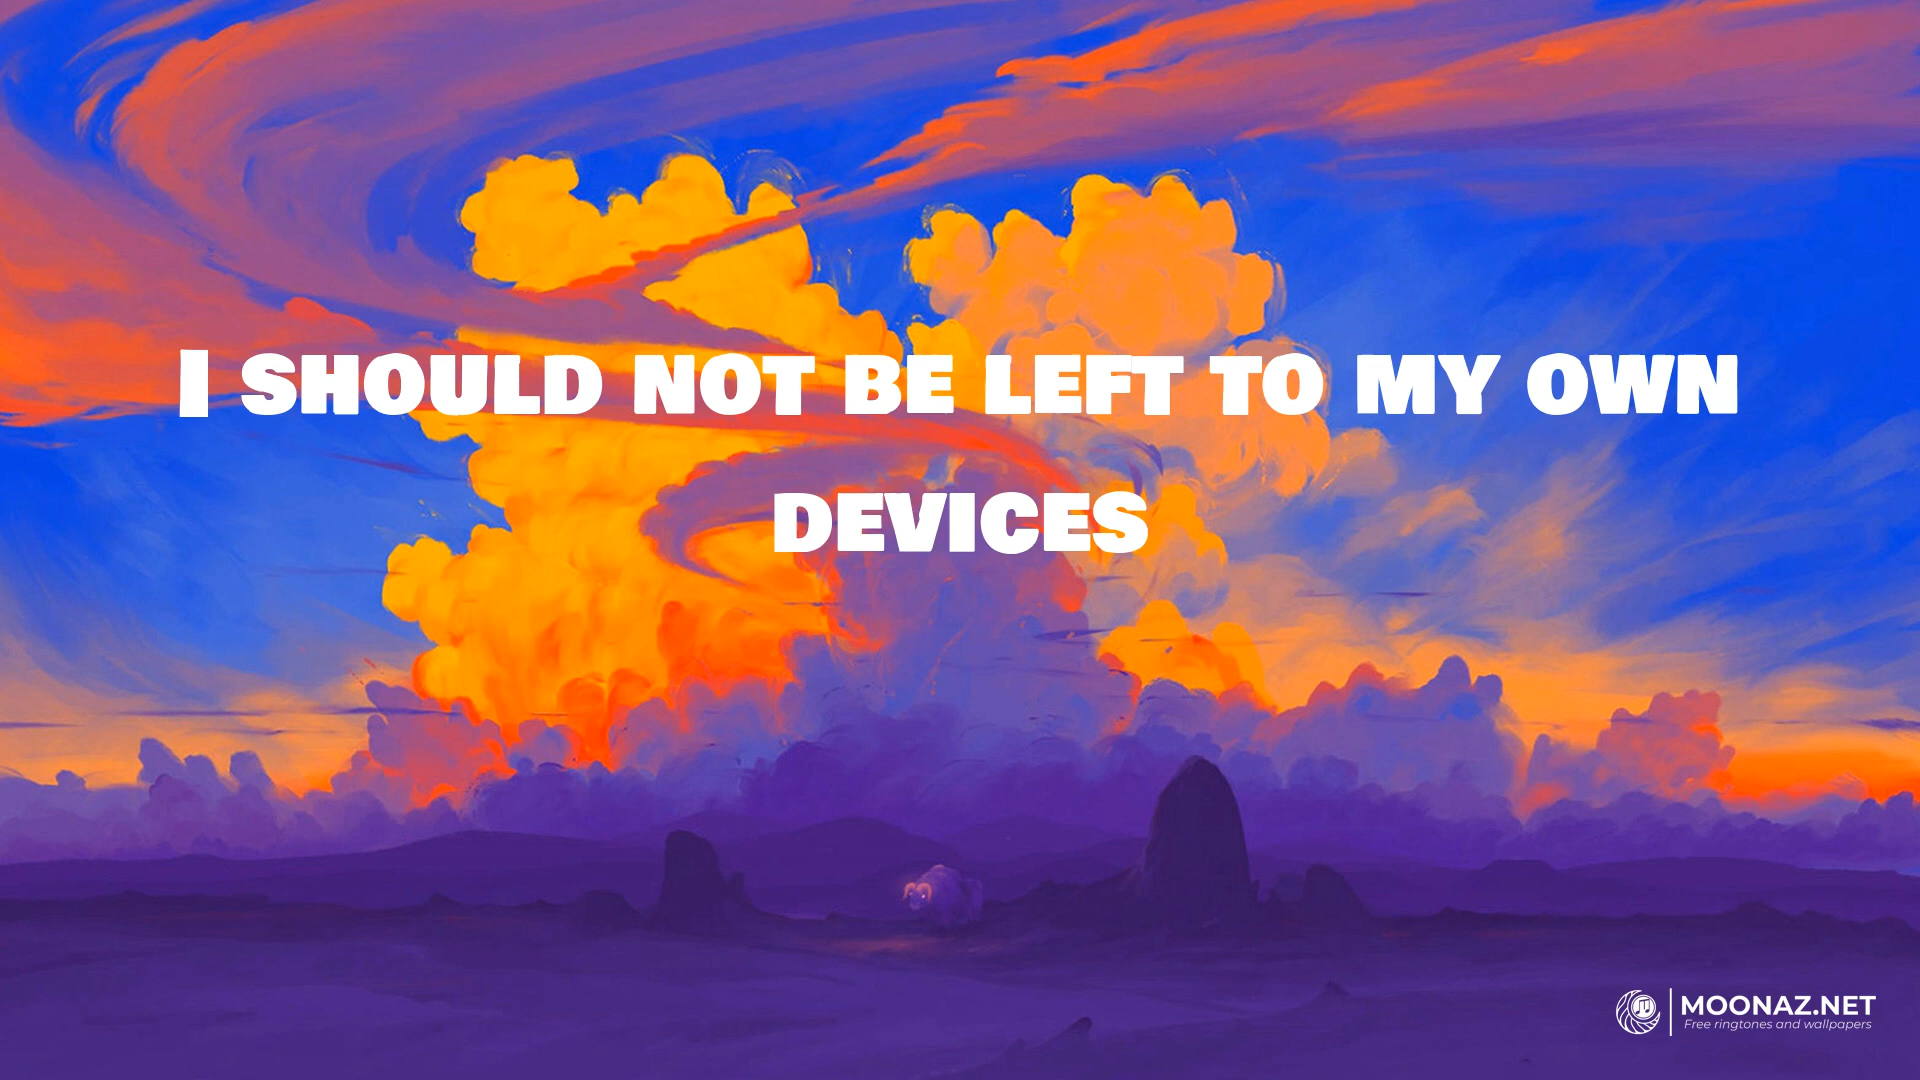 I should not be left to my own
devices
MOONAZ.NET
Free ringtones and wallpapers